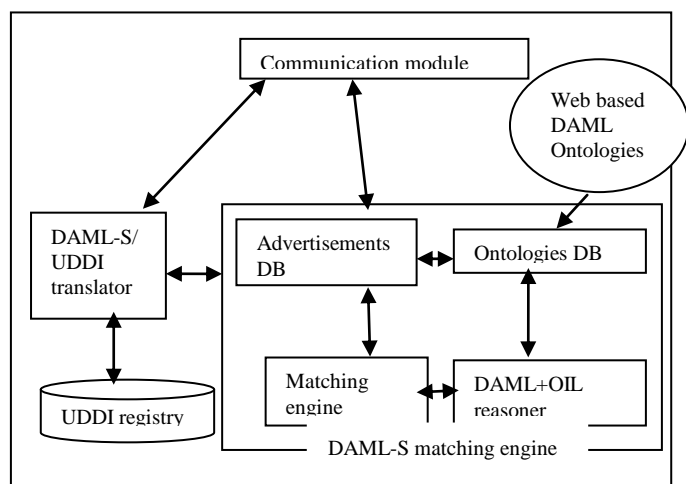 Communication module
Web based
DAML
Ontologies
DAML-S/
UDDI
translator
Advertisements
DB
Ontologies DB
Matching
engine
DAML+OIL
reasoner
UDDI registry
DAML-S matching engine